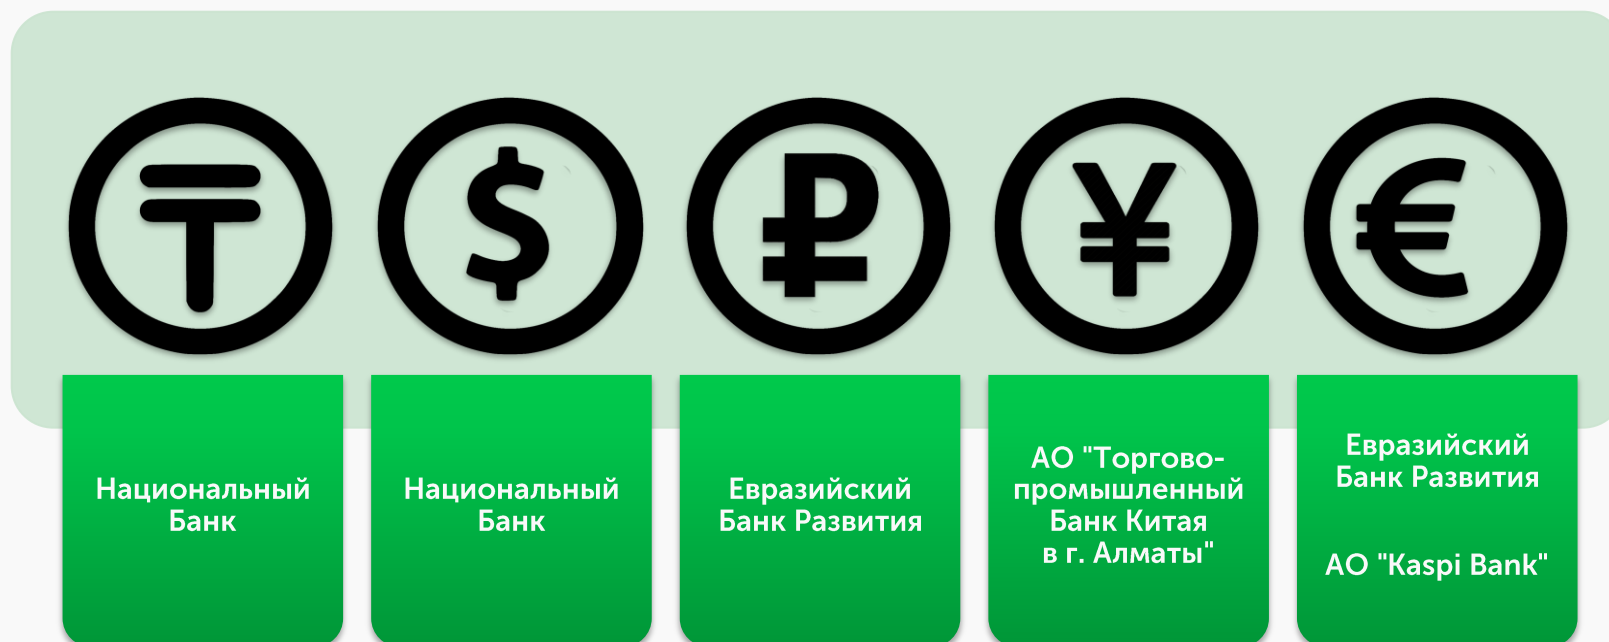 ₸
$
₽
¥
€
Национальный
Банк
Национальный
Банк
Евразийский
Банк Развития
АО "Торгово-
промышленный
Банк Китая
в г. Алматы"
Евразийский
Банк Развития
АО "Kaspi Bank"